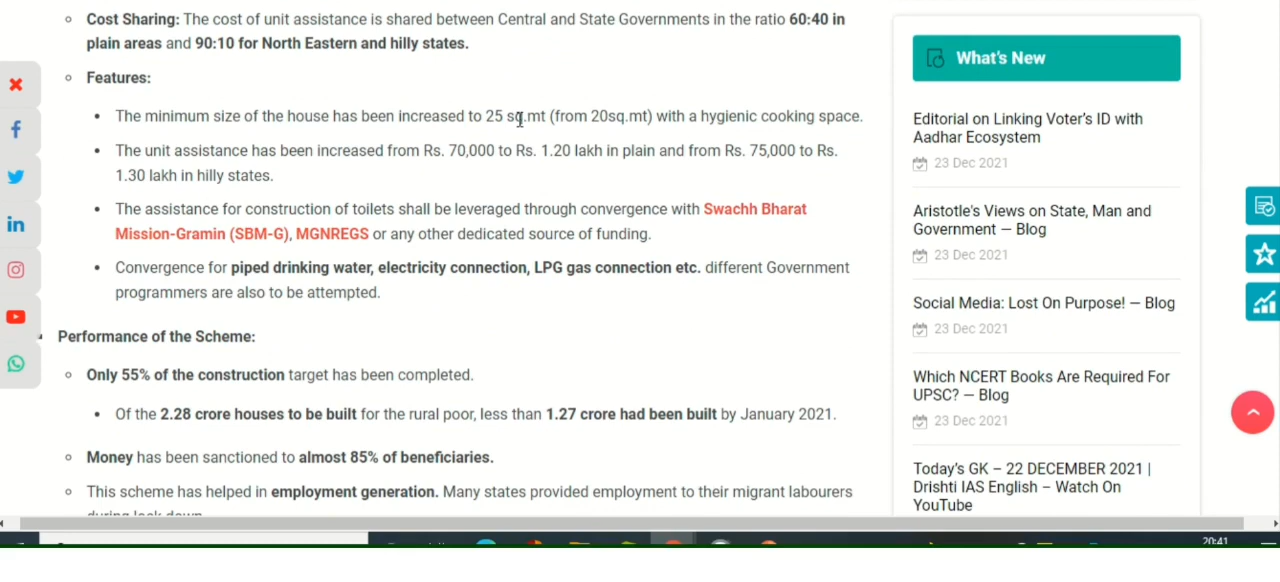 Cost Sharing: The cost of unit assistance is shared between Central and State Governments in the ratio 60:40 in
plain areas and 90:10 for North Eastern and hilly states.
Features:
The minimum size of the house has been increased to 25 sq.mt (from 20sq.mt) with a hygienic cooking space.
The unit assistance has been increased from Rs. 70,000 to Rs. 1.20 lakh in plain and from Rs. 75,000 to Rs.
1.30 lakh in hilly states.
The assistance for construction of toilets shall be leveraged through convergence with Swachh Bharat
Mission-Gramin (SBM-G), MGNREGS or any other dedicated source of funding.
Convergence for piped drinking water, electricity connection, LPG gas connection etc. different Government
programmers are also to be attempted.
Performance of the Scheme:
Only 55% of the construction target has been completed.
Of the 2.28 crore houses to be built for the rural poor, less than 1.27 crore had been built by January 2021.
Money has been sanctioned to almost 85% of beneficiaries.
This scheme has helped in employment generation. Many states provided employment to their migrant labourers
during lock down
What's New
Editorial on Linking Voter's ID with
Aadhar Ecosystem
23 Dec 2021
Aristotle's Views on State, Man and
Government – Blog
23 Dec 2021
Social Media: Lost On Purpose! – Blog
23 Dec 2021
Which NCERT Books Are Required For
UPSC? – Blog
23 Dec 2021
Today's GK – 22 DECEMBER 2021 |
Drishti IAS English – Watch On
YouTube
20:41